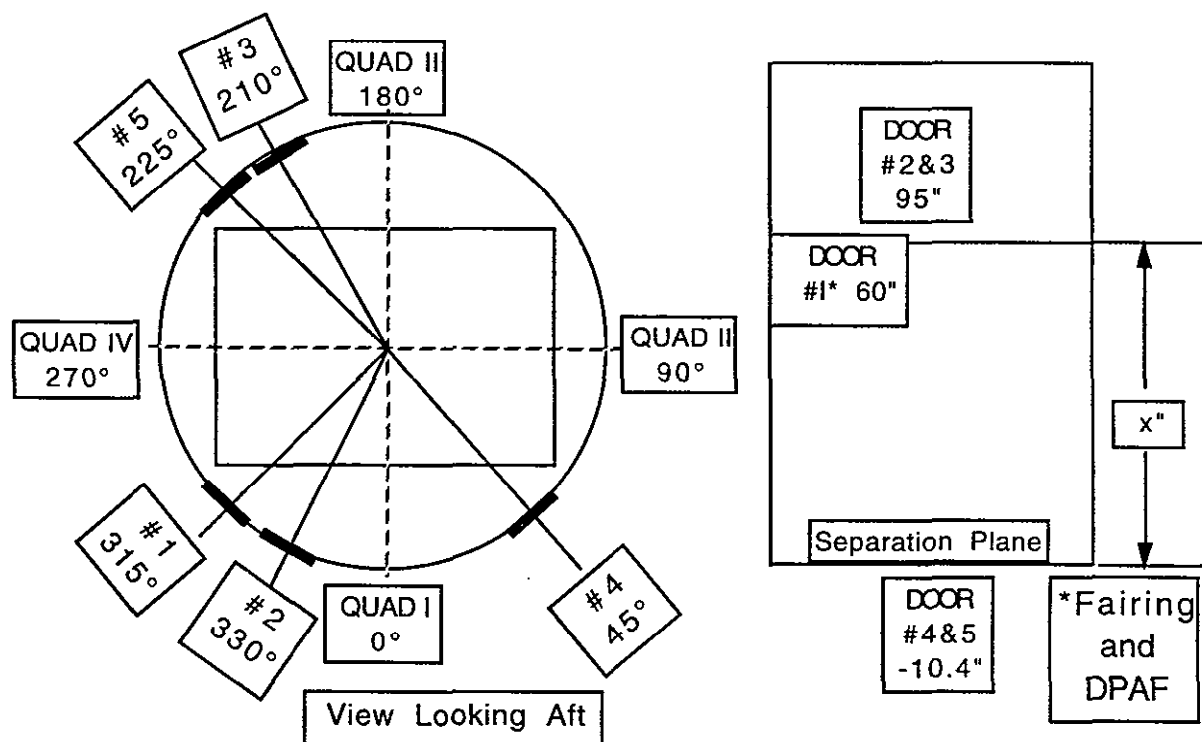 #3
210°
QUAD II
180°
#5
225°
QUAD IV
270°
QUAD II
90°
#1
315°
#2
330°
QUAD I
0°
#4
45°
View Looking Aft
DOOR
#2&3
95"
DOOR
#I* 60"
x"
Separation Plane
DOOR
#4&5
-10.4"
*Fairing
and
DPAF